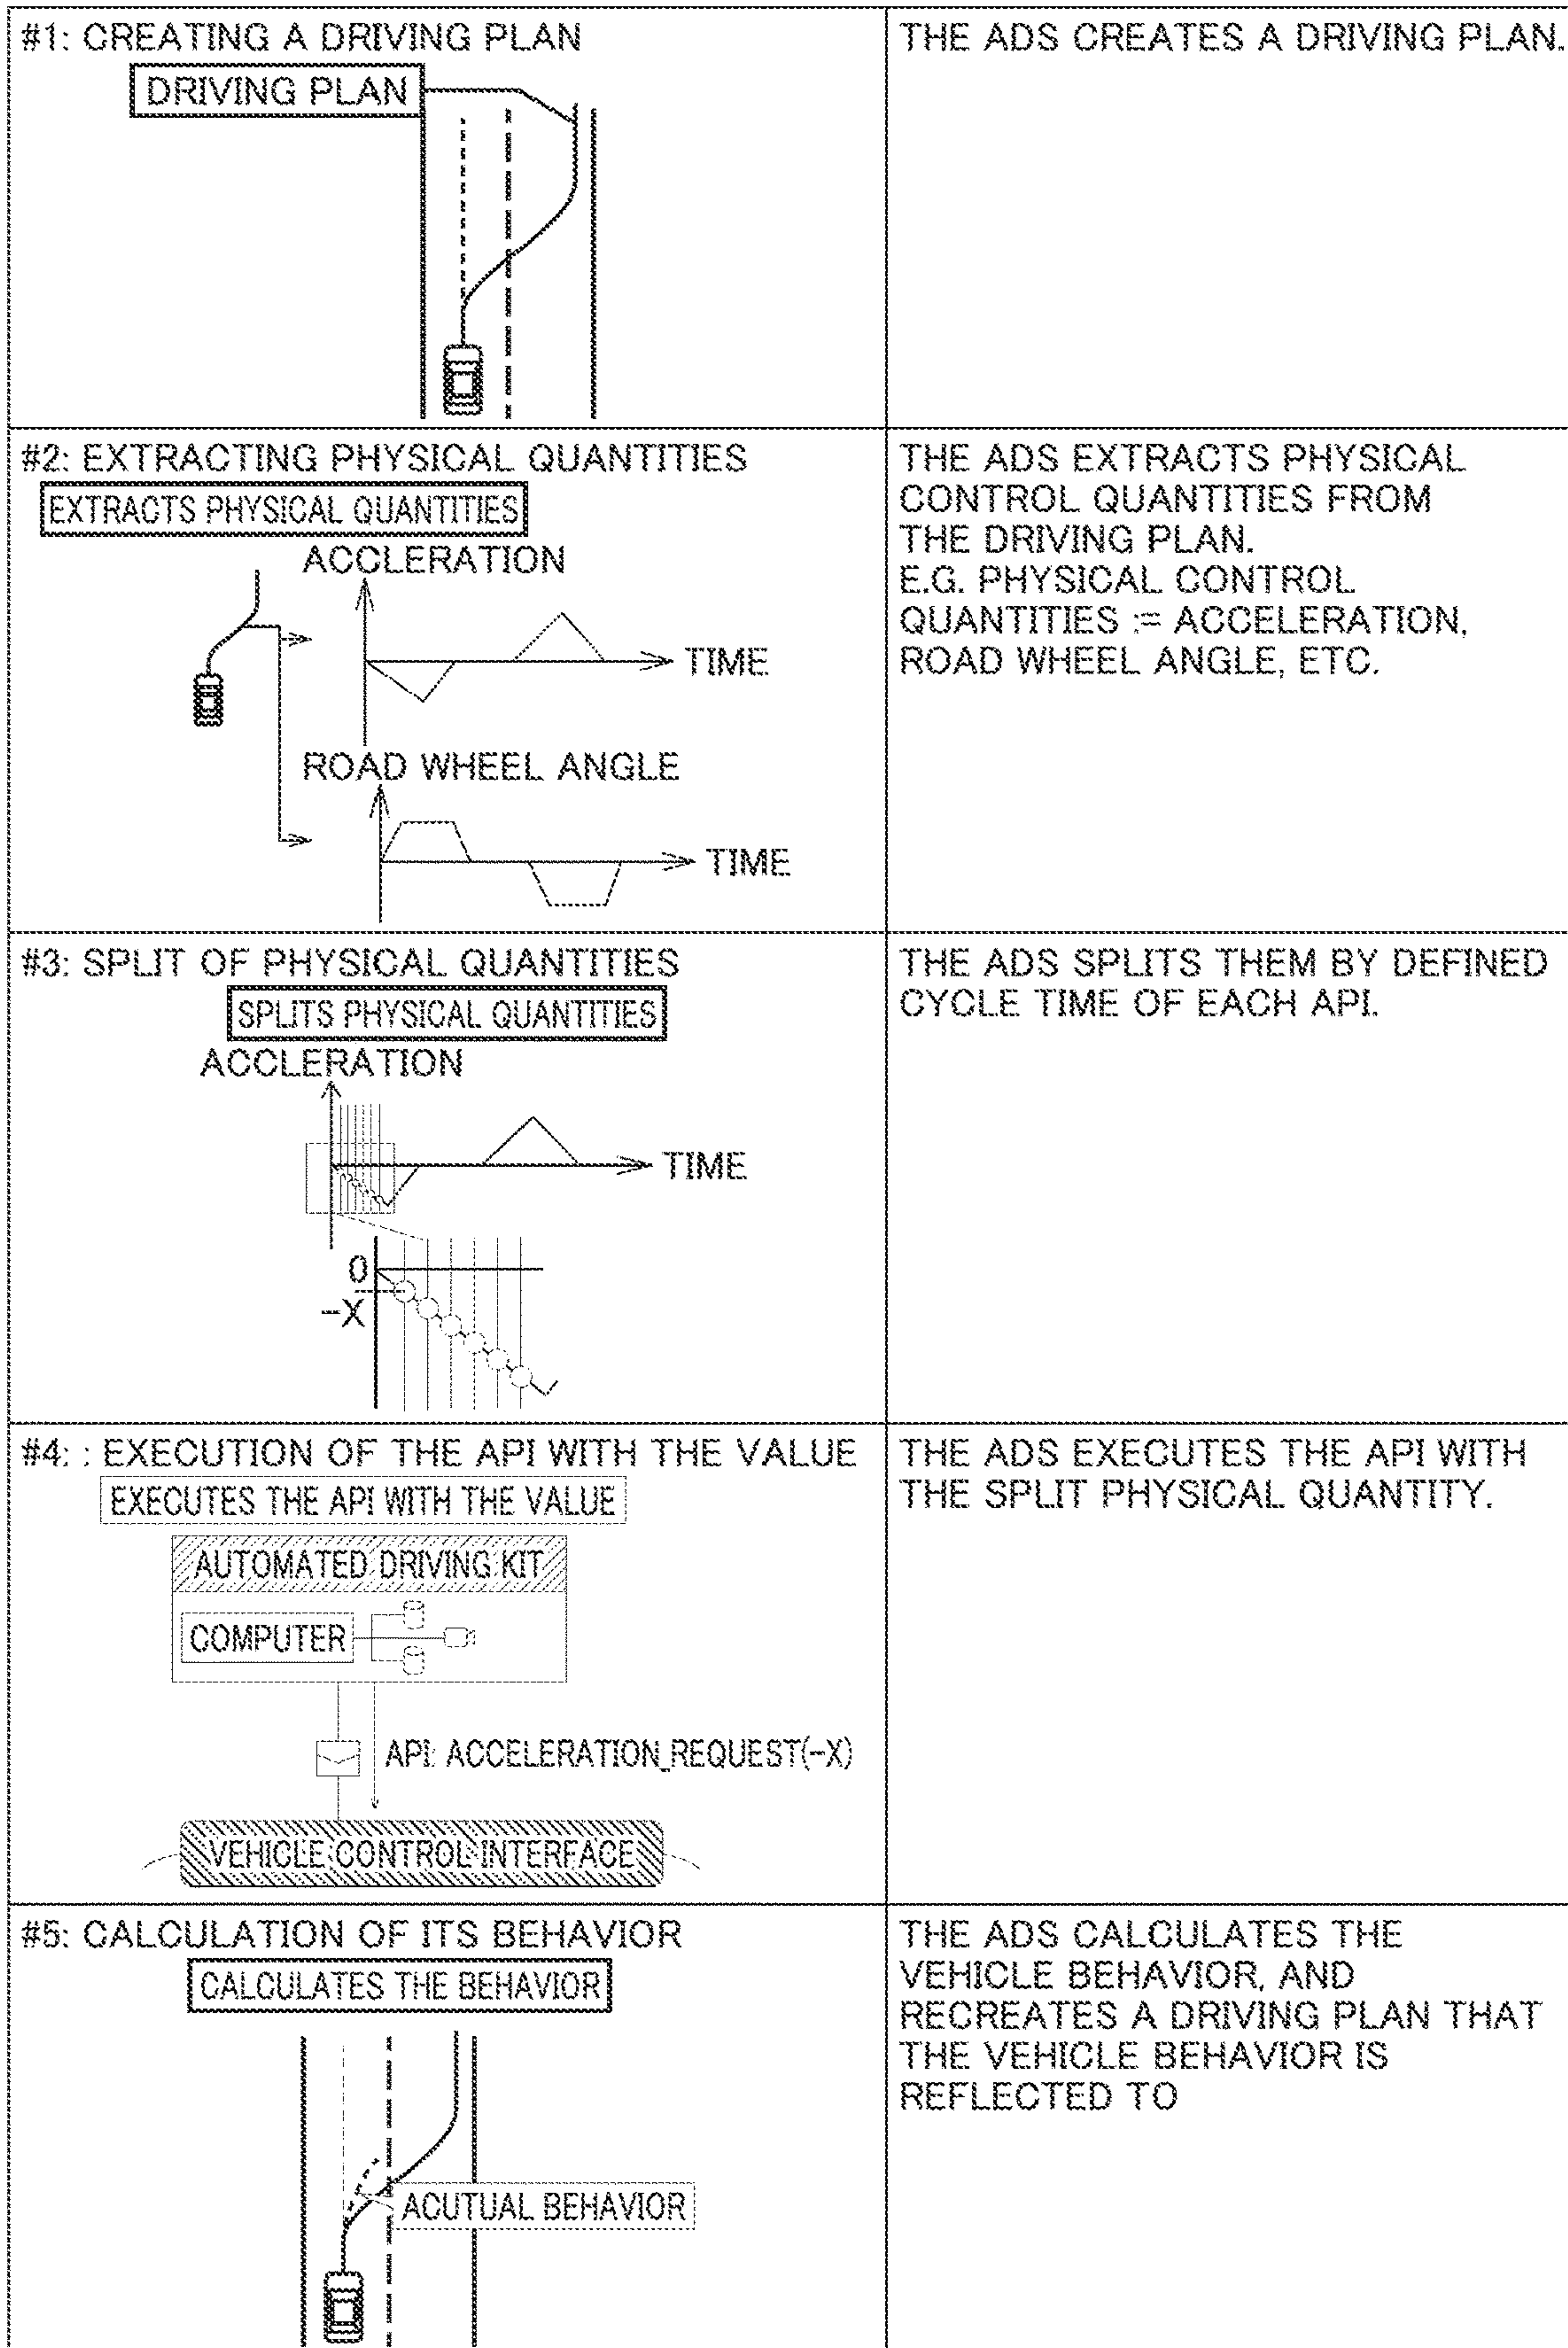 #1: CREATING A DRIVING PLAN
DRIVING PLAN
THE ADS CREATES A DRIVING PLAN.
#2: EXTRACTING PHYSICAL QUANTITIES
EXTRACTS PHYSICAL QUANTITIES
ACCLERATION
TIME
ROAD WHEEL ANGLE
TIME
THE ADS EXTRACTS PHYSICAL
CONTROL QUANTITIES FROM
THE DRIVING PLAN.
E.G. PHYSICAL CONTROL
QUANTITIES := ACCELERATION,
ROAD WHEEL ANGLE, ETC.
#3: SPLIT OF PHYSICAL QUANTITIES
SPLITS PHYSICAL QUANTITIES
ACCLERATION
TIME
0
-X
THE ADS SPLITS THEM BY DEFINED
CYCLE TIME OF EACH API.
#4: : EXECUTION OF THE API WITH THE VALUE
EXECUTES THE API WITH THE VALUE
AUTOMATED DRIVING KIT
COMPUTER
API: ACCELERATION_REQUEST(-X)
VEHICLE CONTROL INTERFACE
THE ADS EXECUTES THE API WITH
THE SPLIT PHYSICAL QUANTITY.
#5: CALCULATION OF ITS BEHAVIOR
CALCULATES THE BEHAVIOR
ACUTUAL BEHAVIOR
THE ADS CALCULATES THE
VEHICLE BEHAVIOR, AND
RECREATES A DRIVING PLAN THAT
THE VEHICLE BEHAVIOR IS
REFLECTED TO